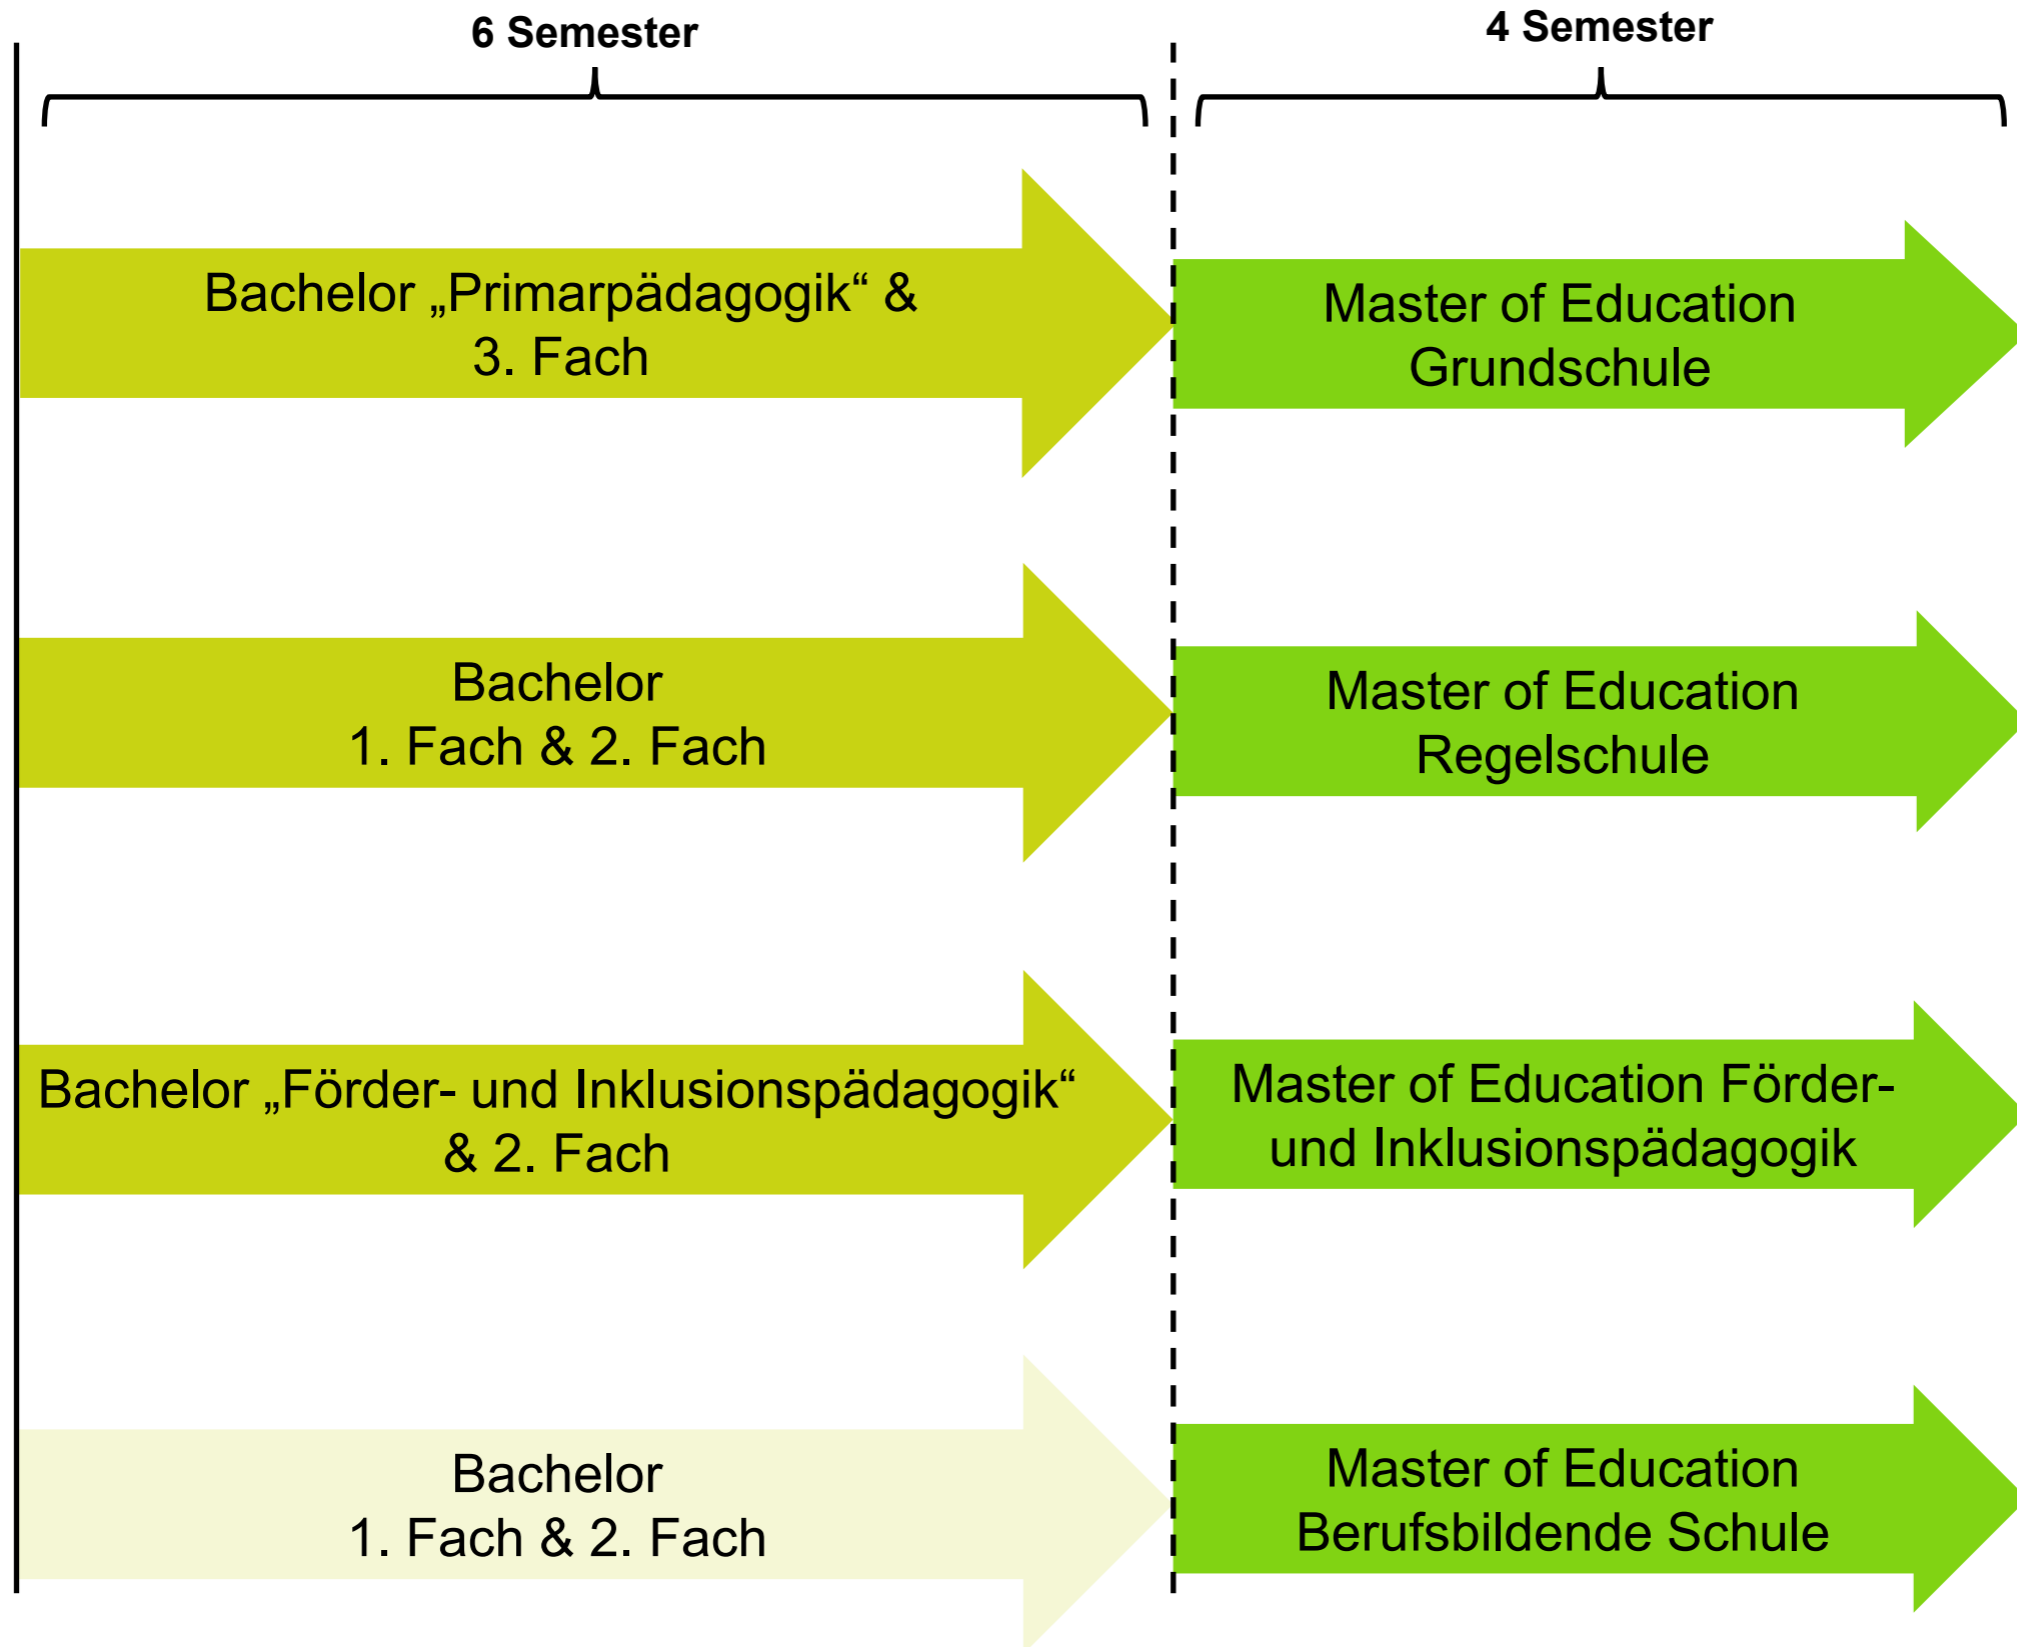 6 Semester
4 Semester
Bachelor „Primarpädagogik“ &
3. Fach
Master of Education
Grundschule
Bachelor
1. Fach & 2. Fach
Master of Education
Regelschule
Bachelor „Förder- und Inklusionspädagogik“
& 2. Fach
Master of Education Förder-
und Inklusionspädagogik
Bachelor
1. Fach & 2. Fach
Master of Education
Berufsbildende Schule